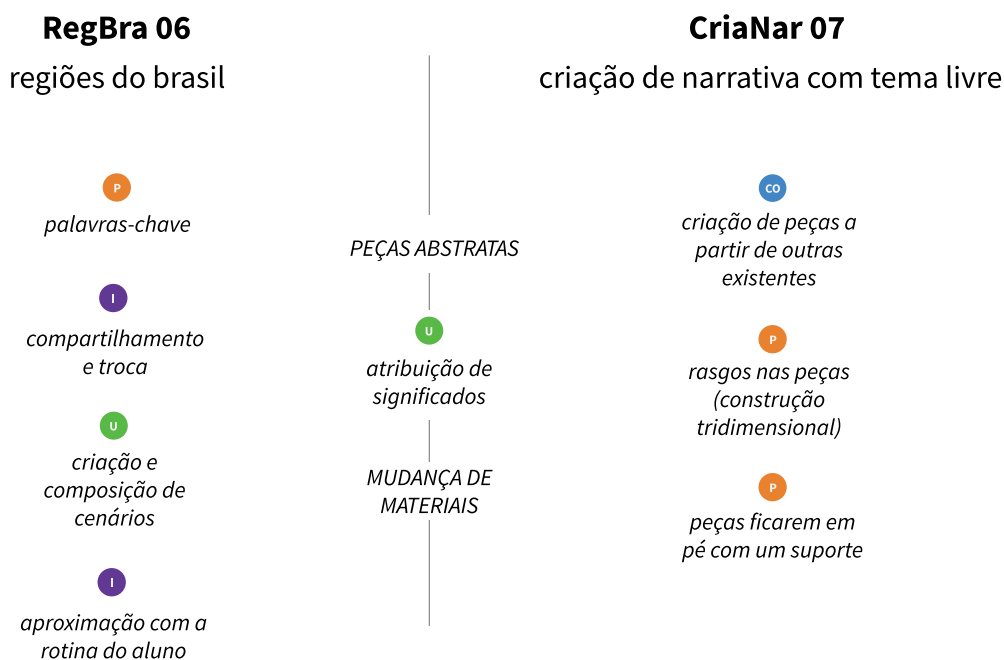 RegBra 06
regiões do brasil
P
palavras-chave
I
compartilhamento
e troca
U
criação e
composição de
cenários
I
aproximação com a
rotina do aluno
PEÇAS ABSTRATAS
U
atribuição de
significados
MUDANÇA DE
MATERIAIS
CriaNar 07
criação de narrativa com tema livre
CO
criação de peças a
partir de outras
existentes
P
rasgos nas peças
(construção
tridimensional)
P
peças ficarem em
pé com um suporte